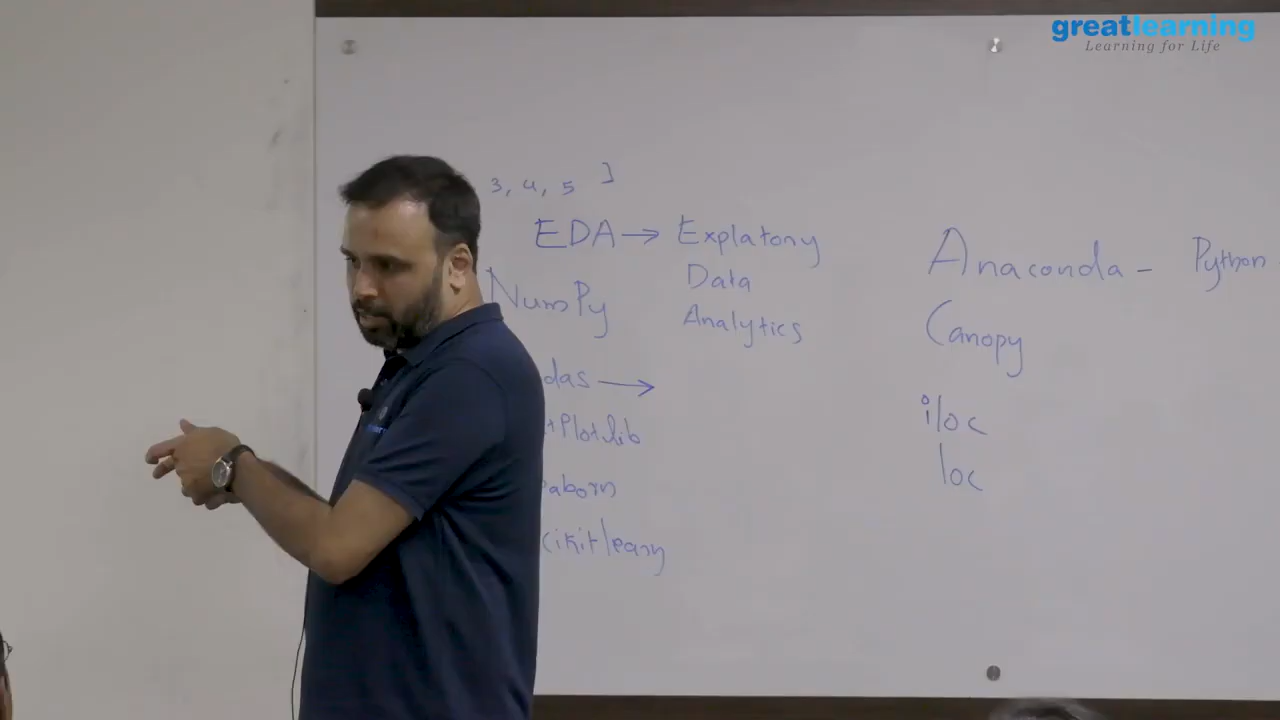 greatlearning
Learning for Life
3, 4, 5 ]
EDA → Explatory
Data
Analytics
NumPy
das →
Plotlib
aborn
cikitlearn
Anaconda - Python
Canopy
iloc
loc